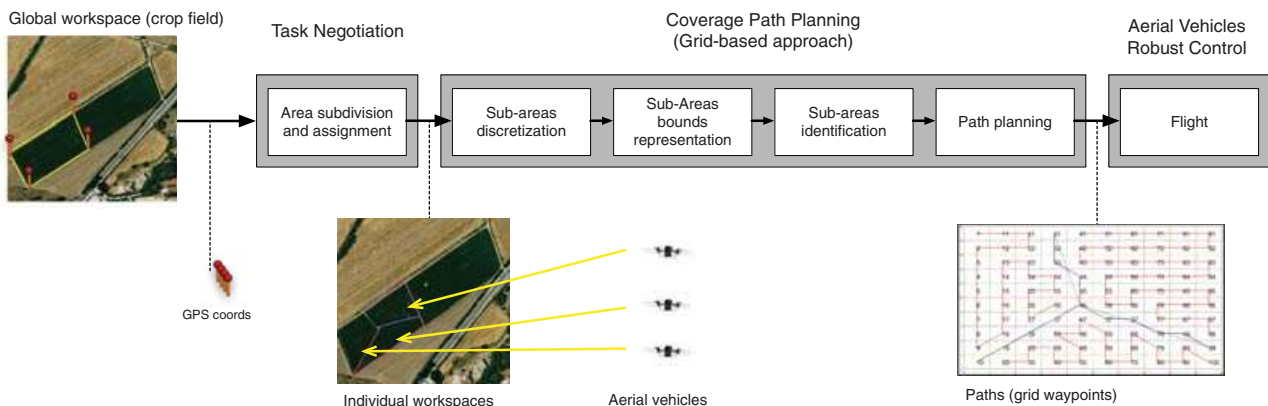 Global workspace (crop field)
Task Negotiation
Coverage Path Planning
(Grid-based approach)
Aerial Vehicles
Robust Control
Area subdivision
and assignment
Sub-areas
discretization
Sub-Areas
bounds
representation
Sub-areas
identification
Path planning
Flight
GPS coords
Individual workspaces
Aerial vehicles
Paths (grid waypoints)